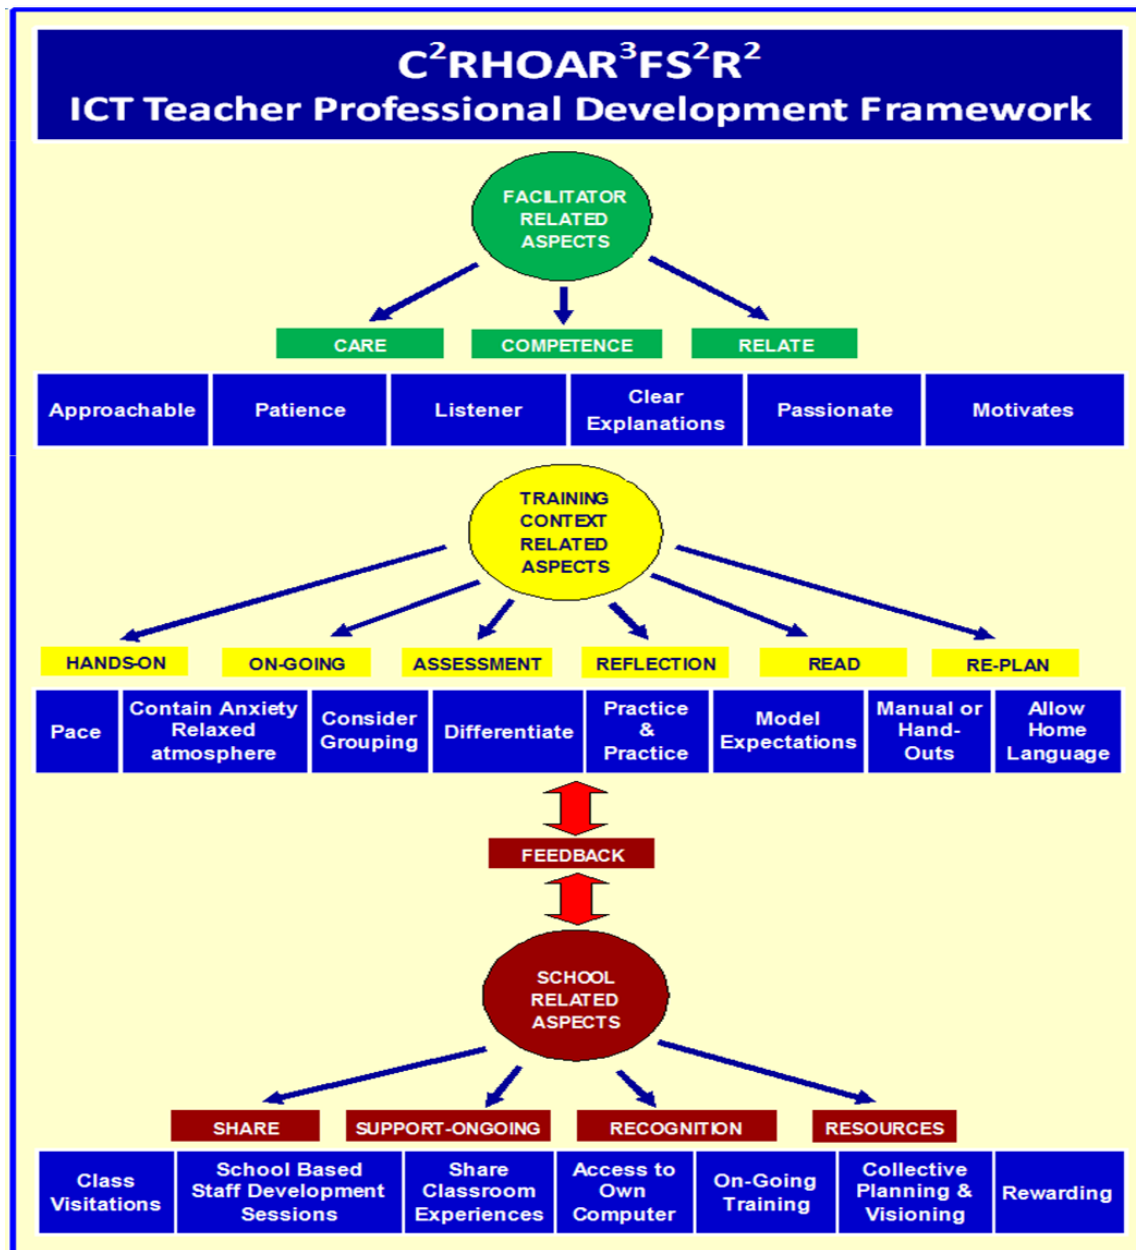 C²RHOAR³FS²R²
ICT Teacher Professional Development Framework
FACILITATOR
RELATED
ASPECTS
CARE
COMPETENCE
RELATE
Approachable
Patience
Listener
Clear
Explanations
Passionate
Motivates
TRAINING
CONTEXT
RELATED
ASPECTS
HANDS-ON
ON-GOING
ASSESSMENT
REFLECTION
READ
RE-PLAN
Pace
Contain Anxiety
Relaxed
atmosphere
Consider
Grouping
Differentiate
Practice
&
Practice
Model
Expectations
Manual or
Hand-
Outs
Allow
Home
Language
FEEDBACK
SCHOOL
RELATED
ASPECTS
SHARE
SUPPORT-ONGOING
RECOGNITION
RESOURCES
Class
Visitations
School Based
Staff Development
Sessions
Share
Classroom
Experiences
Access to
Own
Computer
On-Going
Training
Collective
Planning &
Visioning
Rewarding